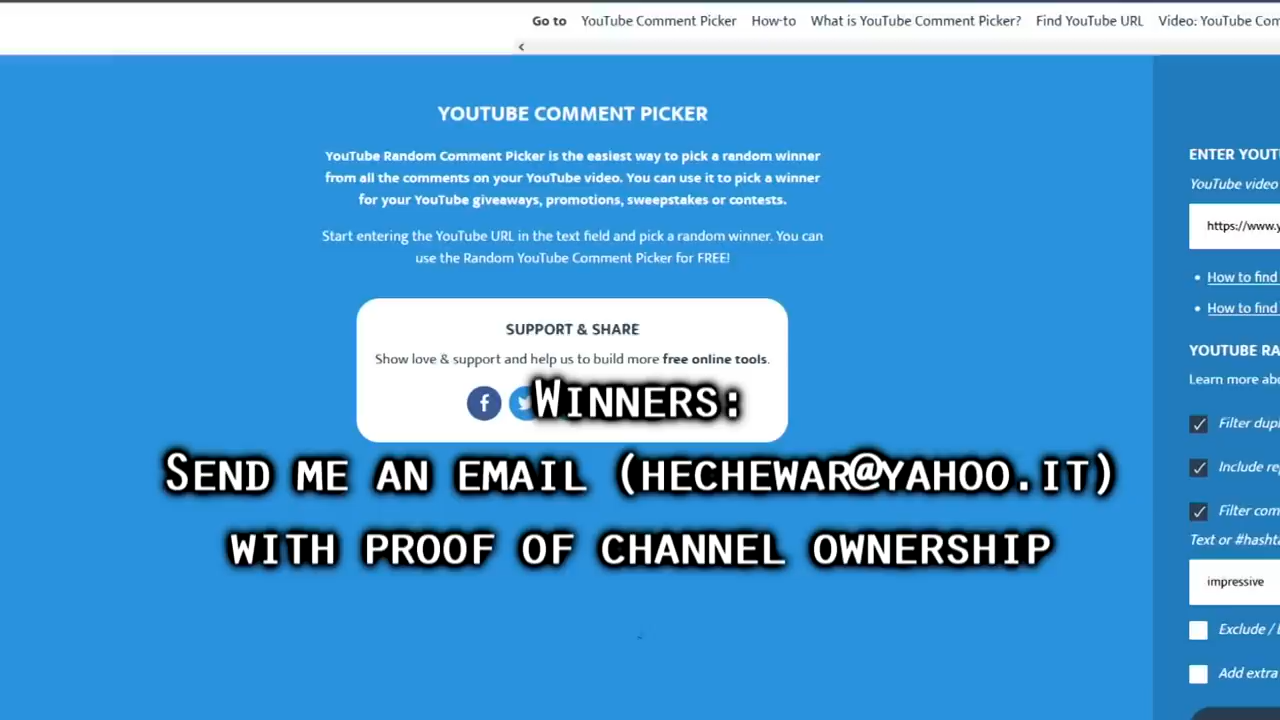 Go to YouTube Comment Picker How-to What is YouTube Comment Picker? Find YouTube URL Video: YouTube Com
YOUTUBE COMMENT PICKER
YouTube Random Comment Picker is the easiest way to pick a random winner
from all the comments on your YouTube video. You can use it to pick a winner
for your YouTube giveaways, promotions, sweepstakes or contests.
Start entering the YouTube URL in the text field and pick a random winner. You can
use the Random YouTube Comment Picker for FREE!
SUPPORT & SHARE
Show love & support and help us to build more free online tools.
WINNERS:
SEND ME AN EMAIL (HECHEWAR@YAHOO.IT)
WITH PROOF OF CHANNEL OWNERSHIP
ENTER YOUT
YouTube video
https://www.y
How to find
How to find
YOUTUBE RA
Learn more abo
Filter dupl
Include rep
Filter com
Text or #hashta
impressive
Exclude /
Add extra